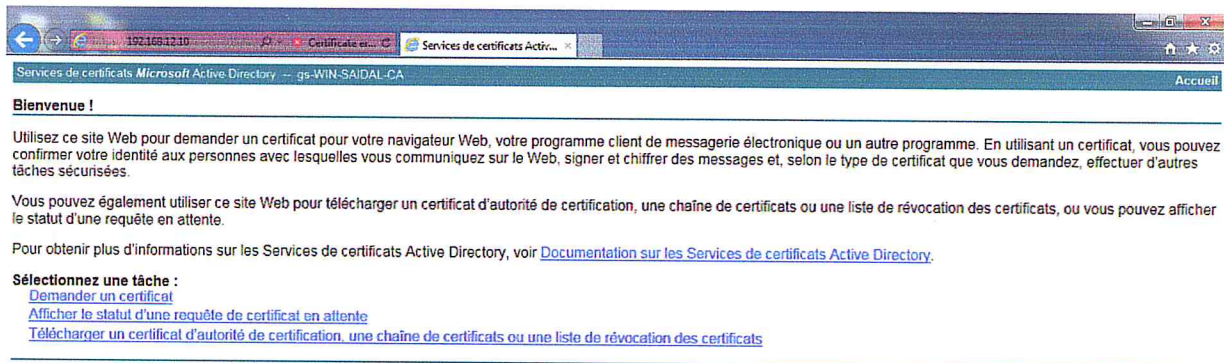 192.168.12.10 Certificate er... Services de certificats Activ...
Services de certificats Microsoft Active Directory -- gs-WIN-SAIDAL-CA Accueil
Bienvenue !
Utilisez ce site Web pour demander un certificat pour votre navigateur Web, votre programme client de messagerie électronique ou un autre programme. En utilisant un certificat, vous pouvez
confirmer votre identité aux personnes avec lesquelles vous communiquez sur le Web, signer et chiffrer des messages et, selon le type de certificat que vous demandez, effectuer d'autres
tâches sécurisées.
Vous pouvez également utiliser ce site Web pour télécharger un certificat d'autorité de certification, une chaîne de certificats ou une liste de révocation des certificats, ou vous pouvez afficher
le statut d'une requête en attente.
Pour obtenir plus d'informations sur les Services de certificats Active Directory, voir Documentation sur les Services de certificats Active Directory.
Sélectionnez une tâche :
Demander un certificat
Afficher le statut d'une requête de certificat en attente
Télécharger un certificat d'autorité de certification, une chaîne de certificats ou une liste de révocation des certificats